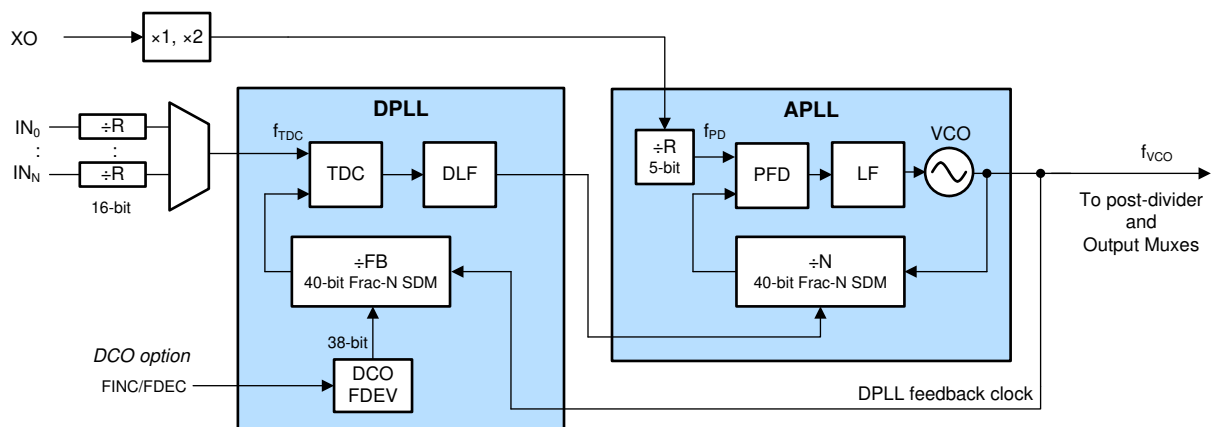 XO
×1, ×2
DPLL
APLL
IN0
:
INN
÷R
:
÷R
16-bit
fTDC
TDC
DLF
÷R
5-bit
fPD
PFD
LF
VCO
fVCO
To post-divider
and
Output Muxes
÷FB
40-bit Frac-N SDM
÷N
40-bit Frac-N SDM
38-bit
DCO option
FINC/FDEC
DCO
FDEV
DPLL feedback clock